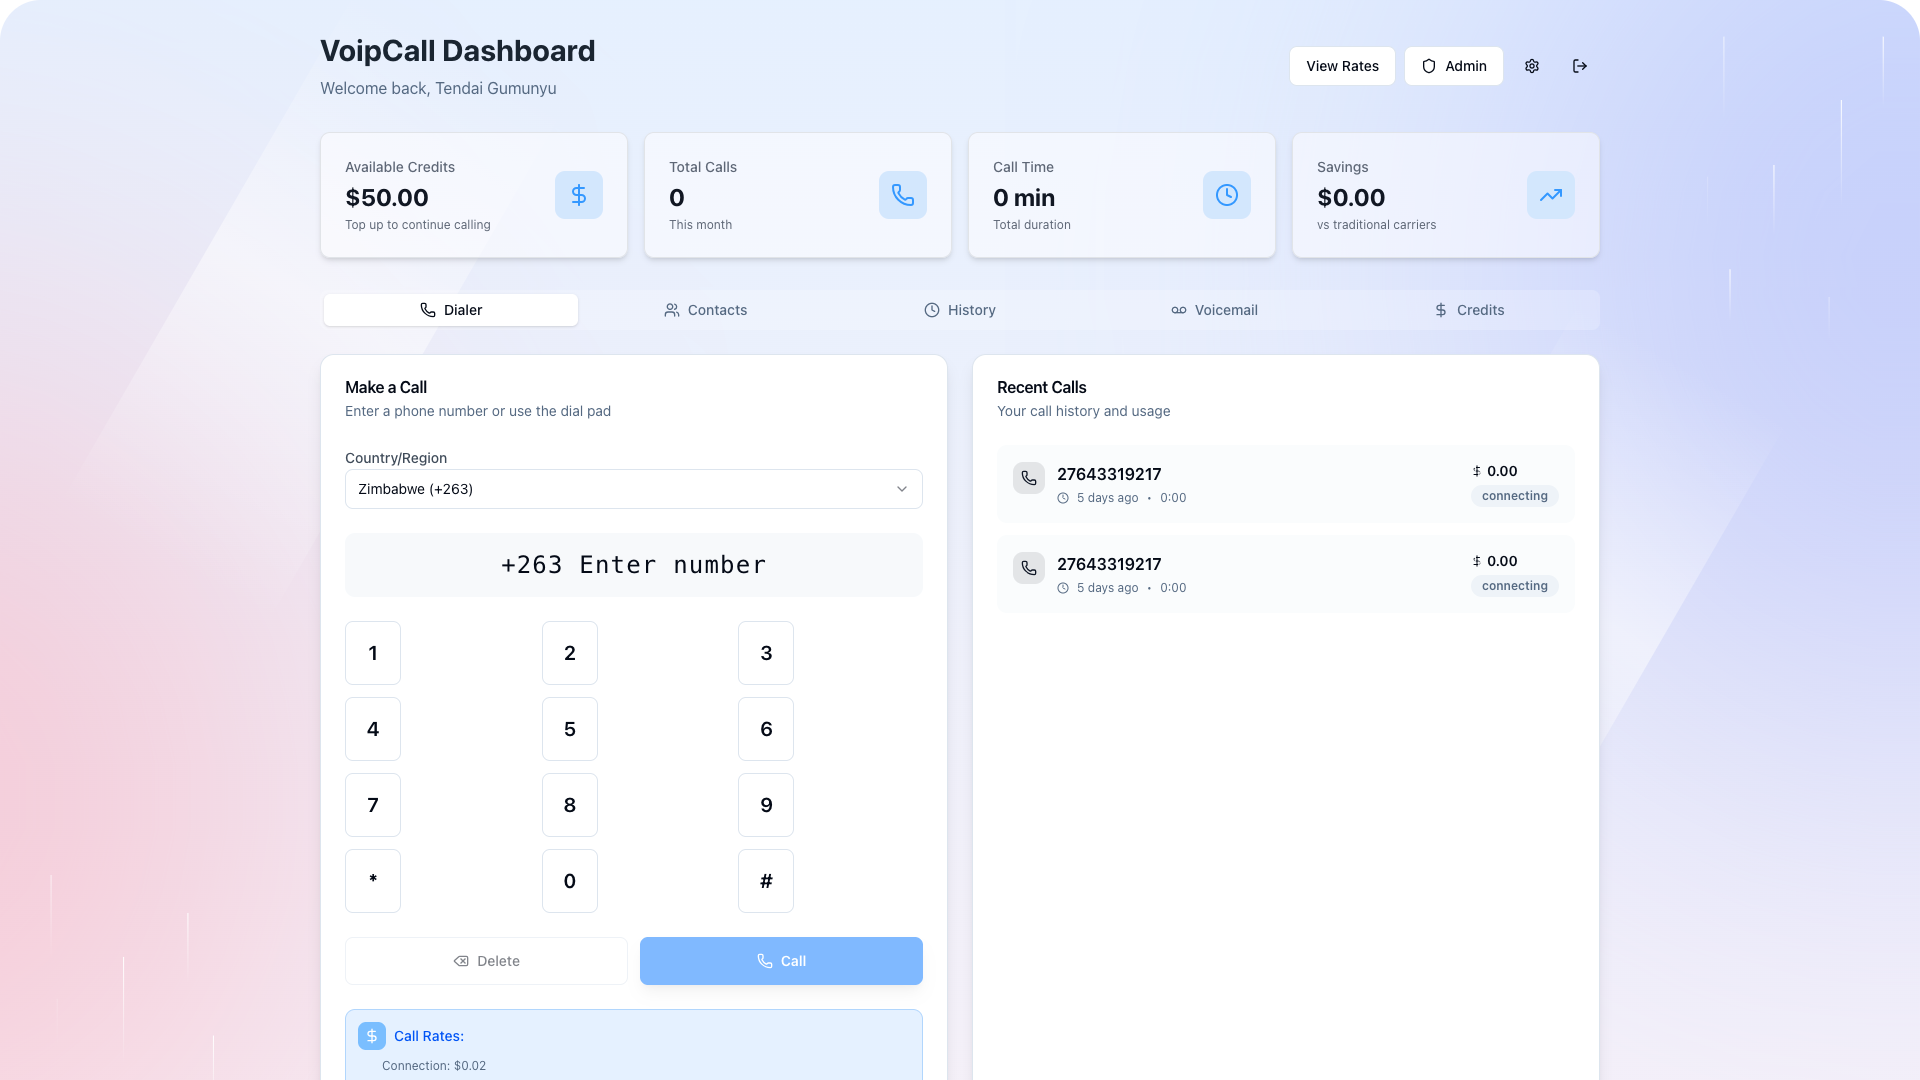 VoipCall Dashboard
Welcome back, Tendai Gumunyu
View Rates
Admin
Available Credits
$50.00
Top up to continue calling
Total Calls
0
This month
Call Time
0 min
Total duration
Savings
$0.00
vs traditional carriers
Dialer
Contacts
History
Voicemail
Credits
Make a Call
Enter a phone number or use the dial pad
Country/Region
Zimbabwe (+263)
+263 Enter number
1 2 3
4 5 6
7 8 9
* 0 #
Delete
Call
Call Rates:
Connection: $0.02
Recent Calls
Your call history and usage
27643319217
5 days ago • 0:00
$ 0.00
connecting
27643319217
5 days ago • 0:00
$ 0.00
connecting